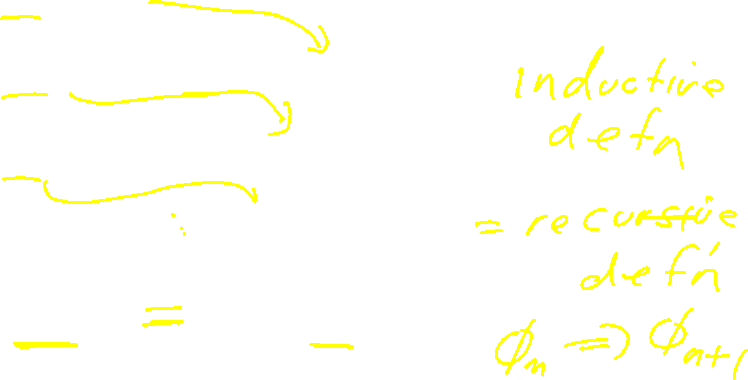 inductive
defn
= recursive
defn
ϕn ⇒ ϕn+1